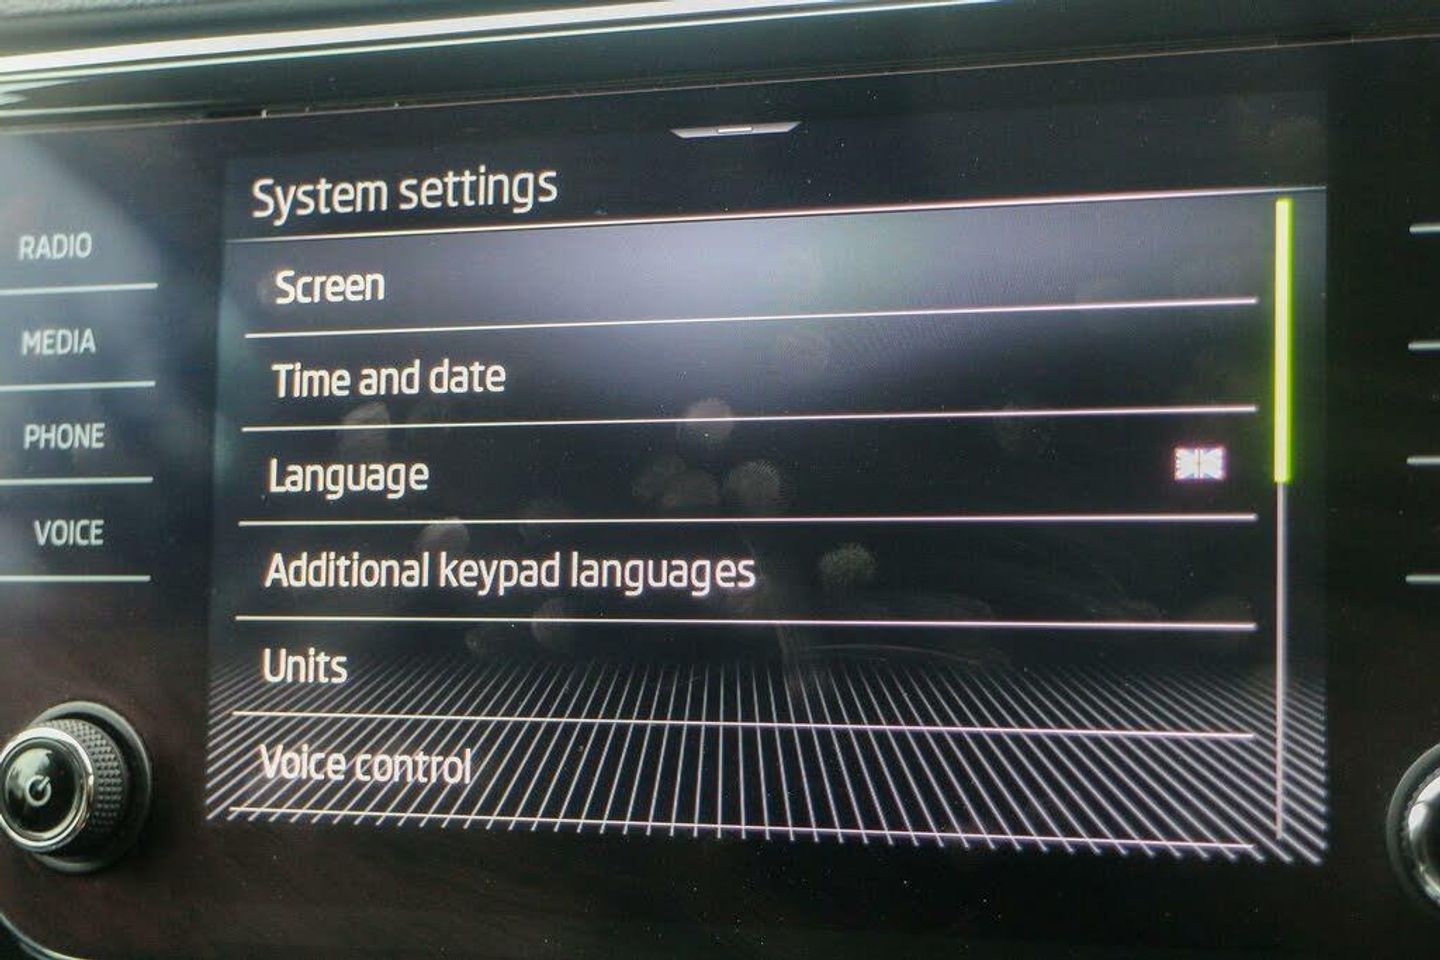 System settings
RADIO
MEDIA
PHONE
VOICE
Screen
Time and date
Language
Additional keypad languages
Units
Voice control